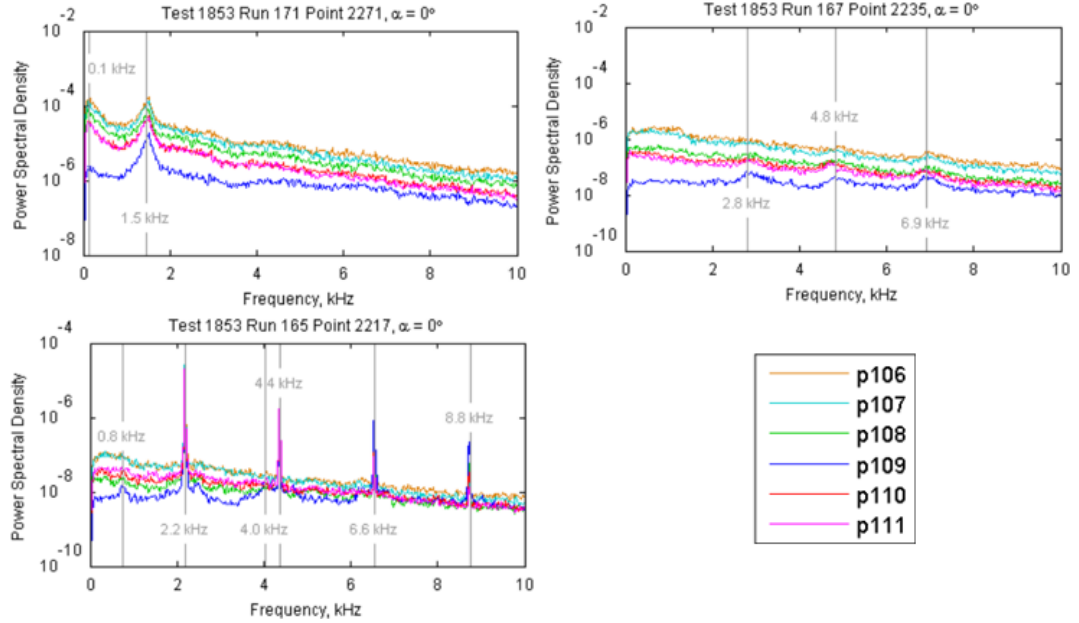 Test 1853 Run 171 Point 2271, α = 0°
10 -2
10 -4
10 -6
10 -8
Power Spectral Density
0.1 kHz
1.5 kHz
0 2 4 6 8 10
Frequency, kHz
Test 1853 Run 167 Point 2235, α = 0°
10 -2
10 -4
10 -6
10 -8
10 -10
Power Spectral Density
4.8 kHz
2.8 kHz
6.9 kHz
0 2 4 6 8 10
Frequency, kHz
Test 1853 Run 165 Point 2217, α = 0°
10 -4
10 -6
10 -8
10 -10
Power Spectral Density
4.4 kHz
0.8 kHz
8.8 kHz
2.2 kHz
4.0 kHz
6.6 kHz
0 2 4 6 8 10
Frequency, kHz
p106
p107
p108
p109
p110
p111